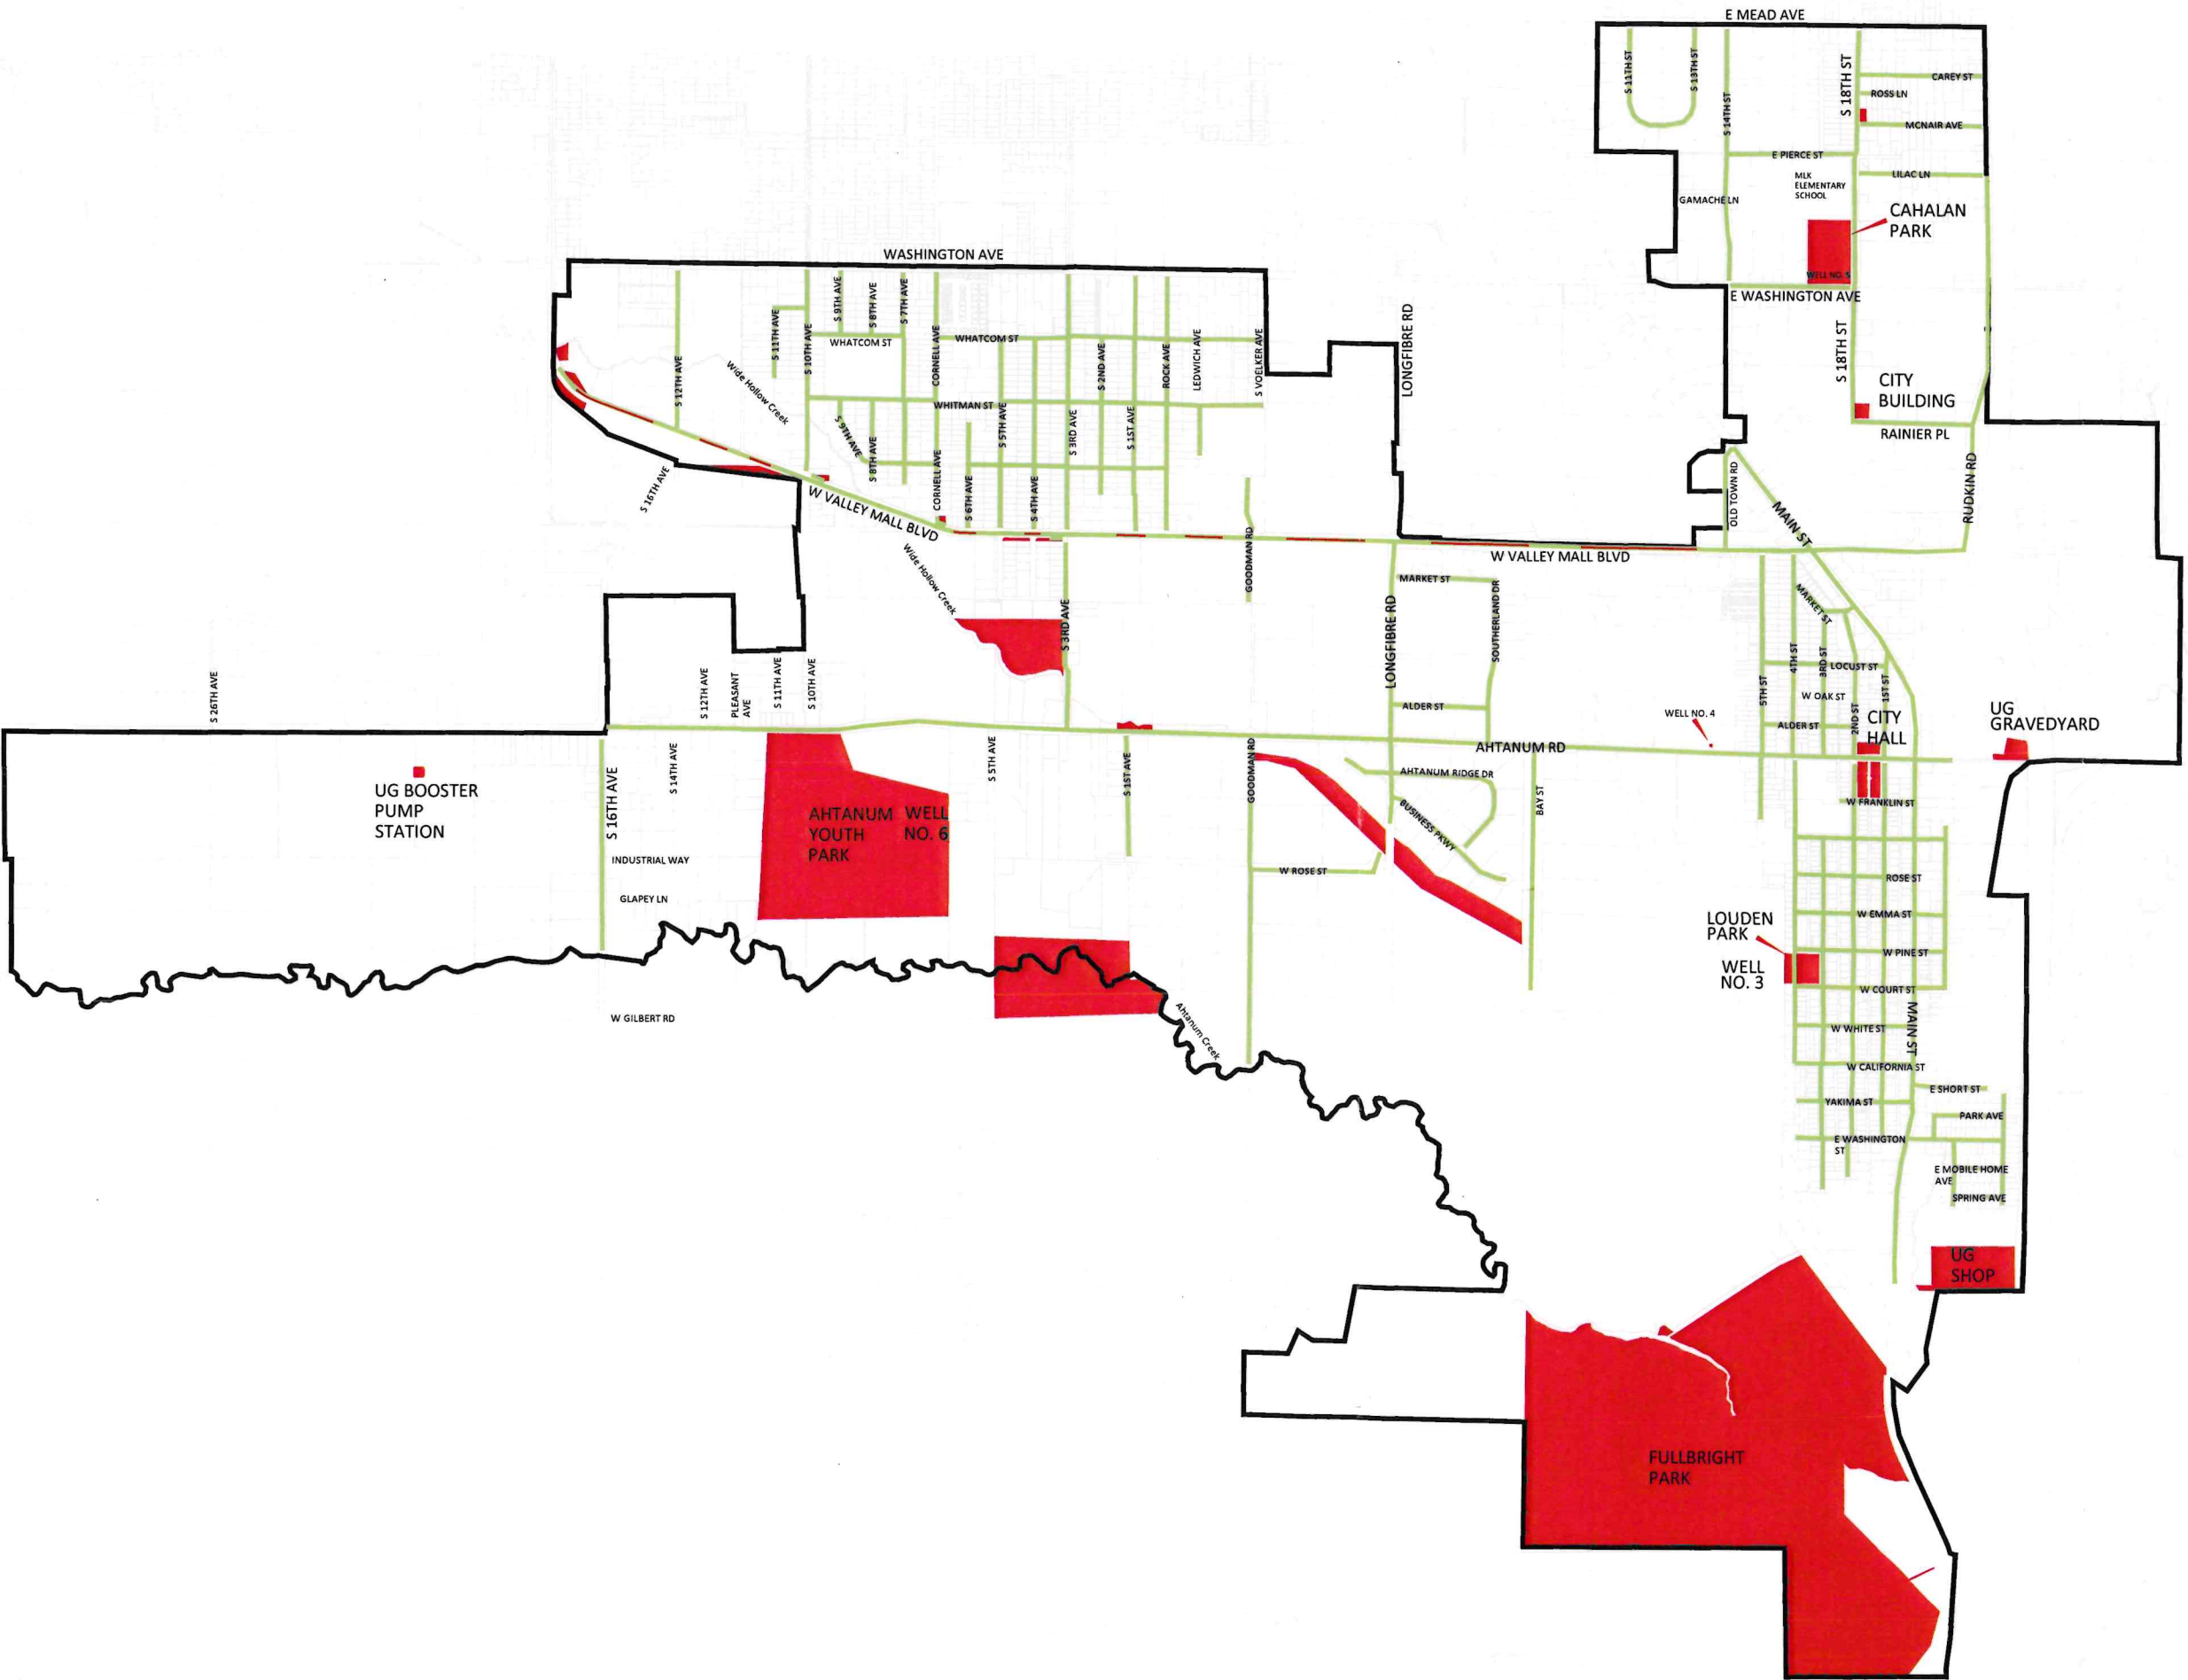 E MEAD AVE
S 11TH ST
S 13TH ST
S 14TH ST
S 18TH ST
CAREY ST
ROSS LN
MCNAIR AVE
E PIERCE ST
MLK
ELEMENTARY
SCHOOL
LILAC LN
GAMACHE LN
CAHALAN
PARK
WELL NO. 5
E WASHINGTON AVE
S 18TH ST
CITY
BUILDING
RAINIER PL
RUDKIN RD
OLD TOWN RD
MAIN ST
WASHINGTON AVE
S 12TH AVE
S 11TH AVE
S 10TH AVE
S 9TH AVE
S 8TH AVE
S 7TH AVE
WHATCOM ST
CORNELL AVE
WHATCOM ST
S 2ND AVE
ROCK AVE
LEDWICH AVE
S VOELKER AVE
LONGFIBRE RD
Wide Hollow Creek
WHITMAN ST
S 9TH AVE
S 8TH AVE
S 5TH AVE
S 3RD AVE
S 1ST AVE
CORNELL AVE
S 6TH AVE
S 4TH AVE
S 16TH AVE
W VALLEY MALL BLVD
W VALLEY MALL BLVD
Wide Hollow Creek
GOODMAN RD
MARKET ST
SOUTHERLAND DR
LONGFIBRE RD
S 3RD AVE
MARKET ST
4TH ST
3RD ST
LOCUST ST
5TH ST
W OAK ST
1ST ST
2ND ST
ALDER ST
ALDER ST
CITY
HALL
WELL NO. 4
UG
GRAVEDYARD
S 26TH AVE
S 12TH AVE
PLEASANT
AVE
S 11TH AVE
S 10TH AVE
AHTANUM RD
S 14TH AVE
S 5TH AVE
S 1ST AVE
GOODMAN RD
AHTANUM RIDGE DR
BUSINESS PKWY
BAY ST
UG BOOSTER
PUMP
STATION
S 16TH AVE
AHTANUM
YOUTH
PARK
WELL
NO. 6
W FRANKLIN ST
INDUSTRIAL WAY
W ROSE ST
ROSE ST
GLAPEY LN
LOUDEN
PARK
W EMMA ST
W PINE ST
WELL
NO. 3
W COURT ST
W GILBERT RD
Ahtanum Creek
W WHITE ST
MAIN ST
W CALIFORNIA ST
E SHORT ST
YAKIMA ST
PARK AVE
E WASHINGTON
ST
E MOBILE HOME
AVE
SPRING AVE
UG
SHOP
FULLBRIGHT
PARK